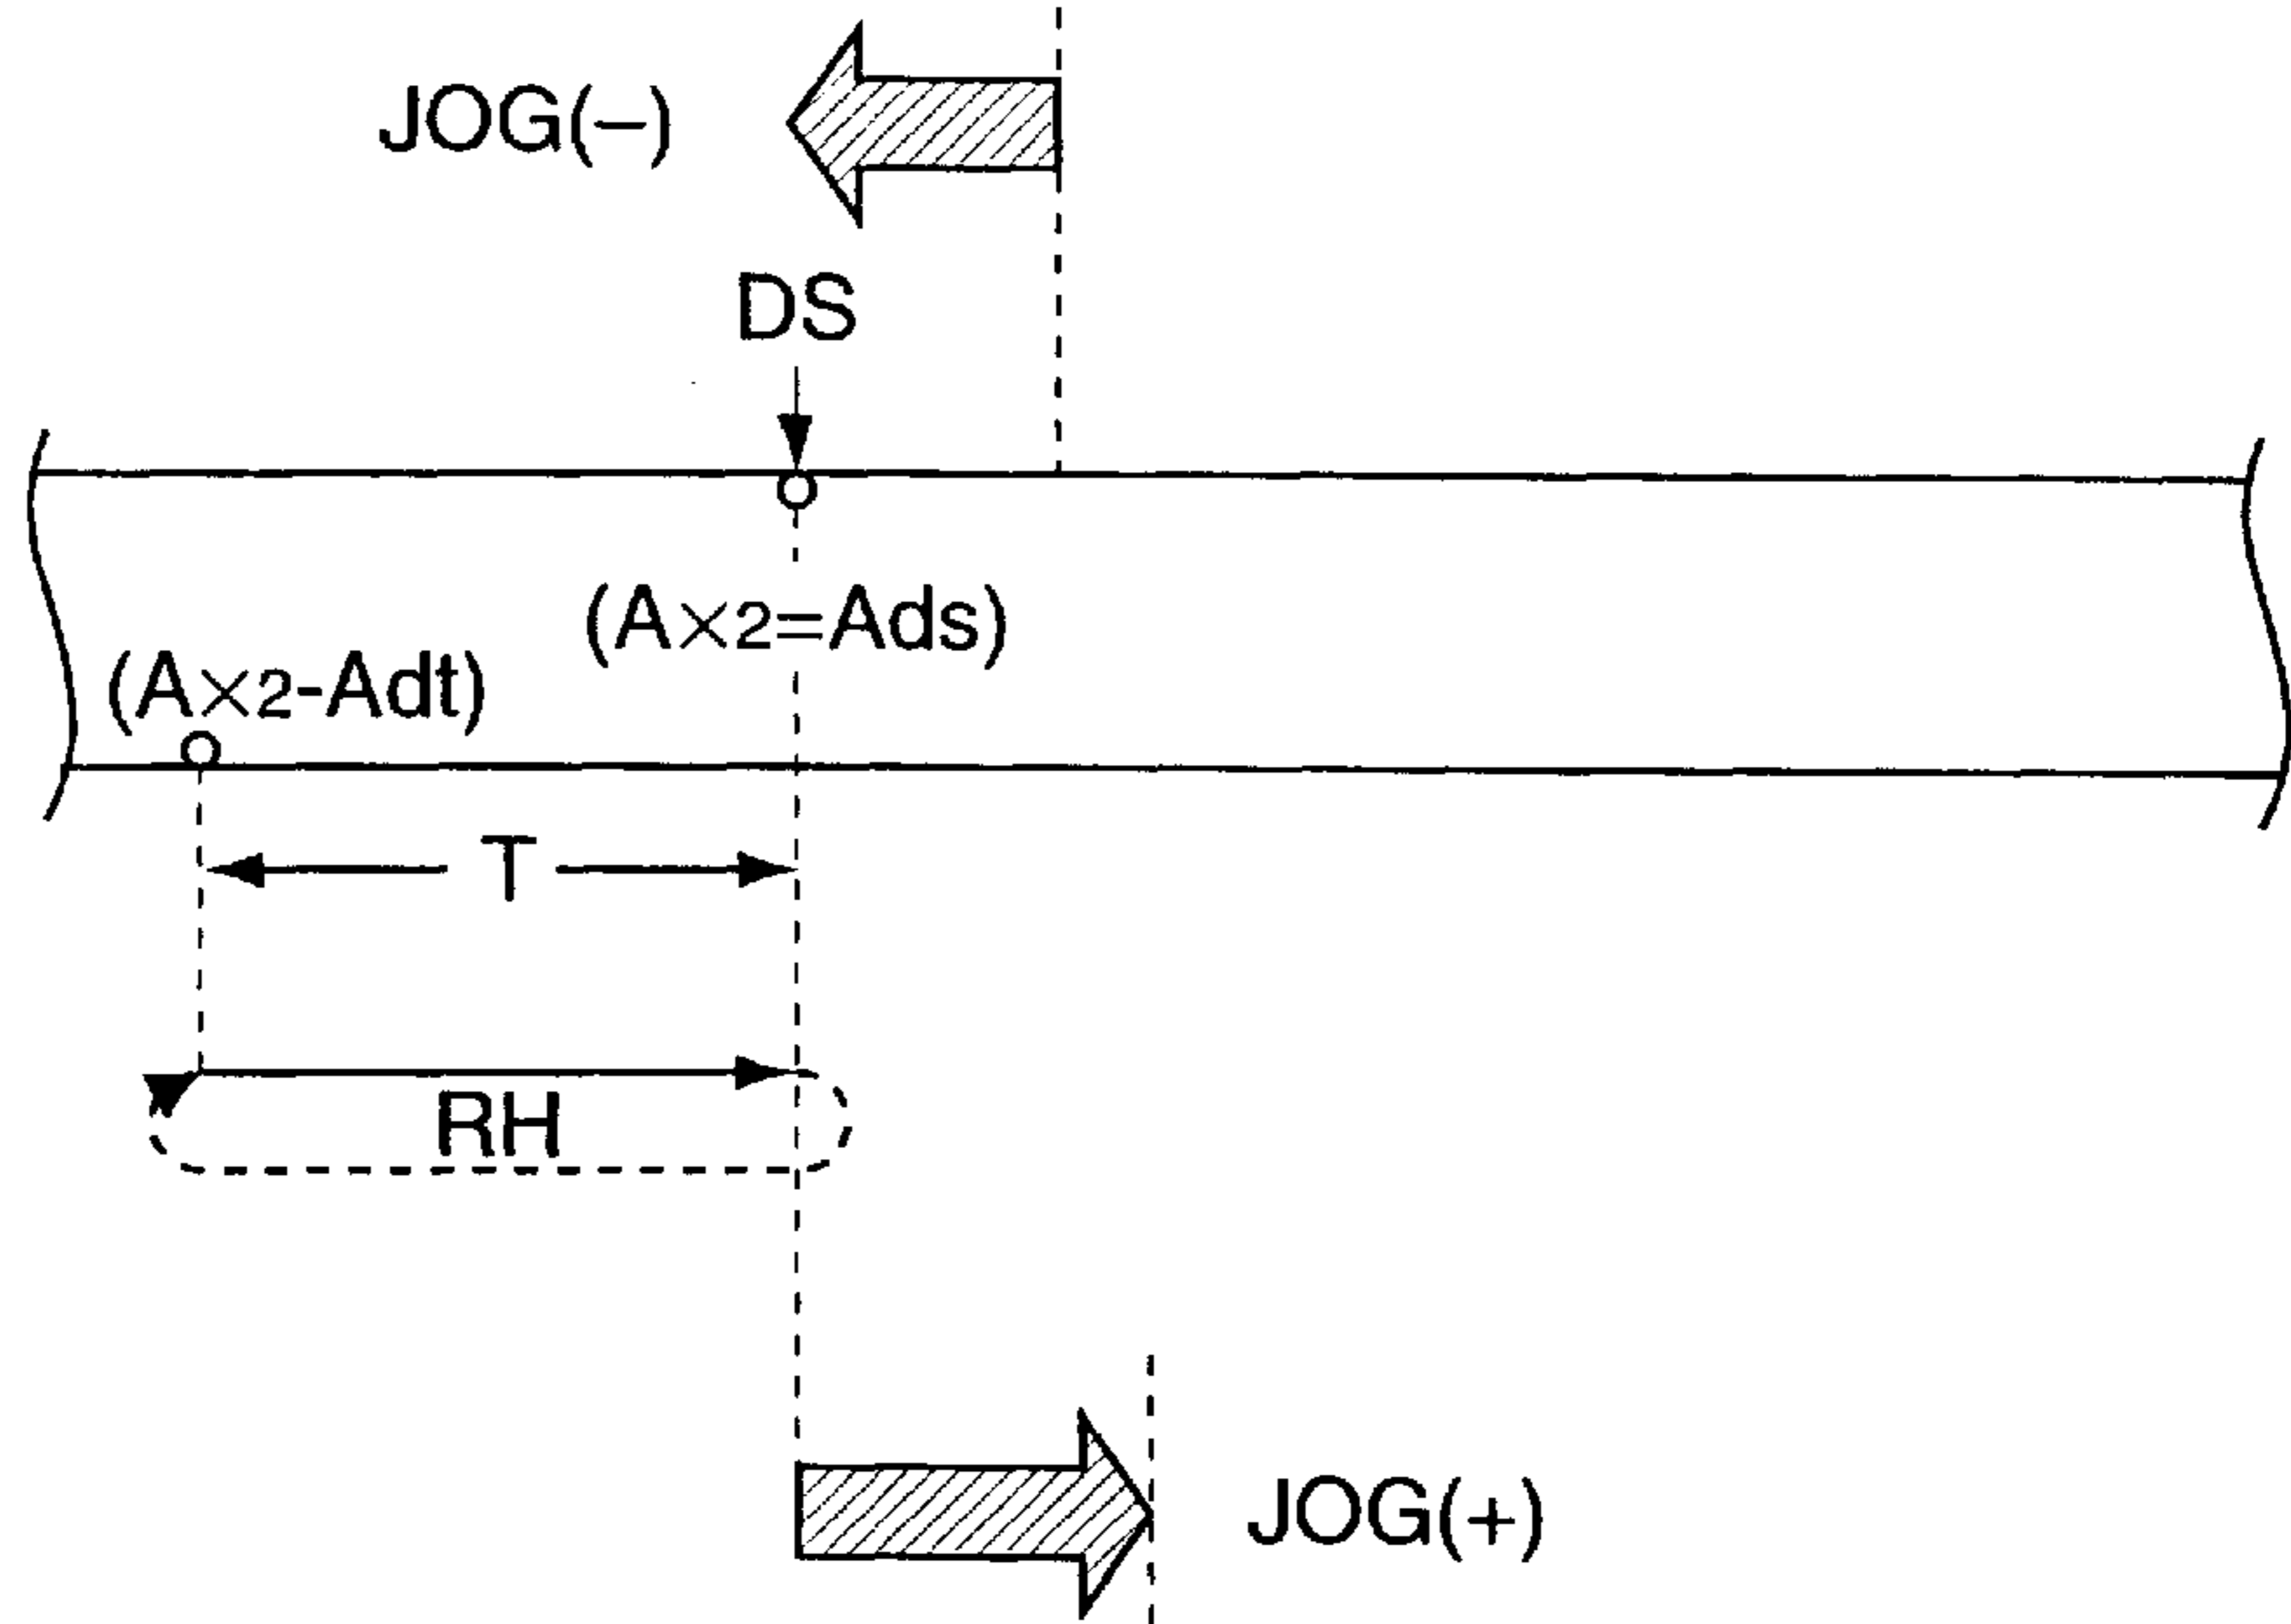 JOG(−)
DS
(A×2=Ads)
(A×2-Adt)
T
RH
JOG(+)